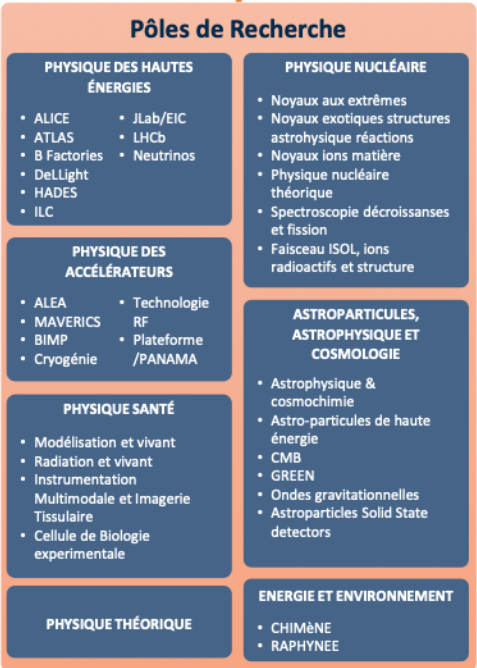 Pôles de Recherche
PHYSIQUE DES HAUTES
ÉNERGIES
• ALICE
• ATLAS
• B Factories
• DeLLight
• HADES
• ILC
• JLab/EIC
• LHCb
• Neutrinos
PHYSIQUE DES
ACCÉLÉRATEURS
• ALEA
• MAVERICS
• BIMP
• Cryogénie
• Technologie
RF
• Plateforme
/PANAMA
PHYSIQUE SANTÉ
• Modélisation et vivant
• Radiation et vivant
• Instrumentation
Multimodale et Imagerie
Tissulaire
• Cellule de Biologie
experimentale
PHYSIQUE THÉORIQUE
PHYSIQUE NUCLÉAIRE
• Noyaux aux extrêmes
• Noyaux exotiques structures
astrohysique réactions
• Noyaux ions matière
• Physique nucléaire
théorique
• Spectroscopie décroissanses
et fission
• Faisceau ISOL, ions
radioactifs et structure
ASTROPARTICULES,
ASTROPHYSIQUE ET
COSMOLOGIE
• Astrophysique &
cosmochimie
• Astro-particules de haute
énergie
• CMB
• GREEN
• Ondes gravitationnelles
• Astroparticles Solid State
detectors
ENERGIE ET ENVIRONNEMENT
• CHIMèNE
• RAPHYNEE